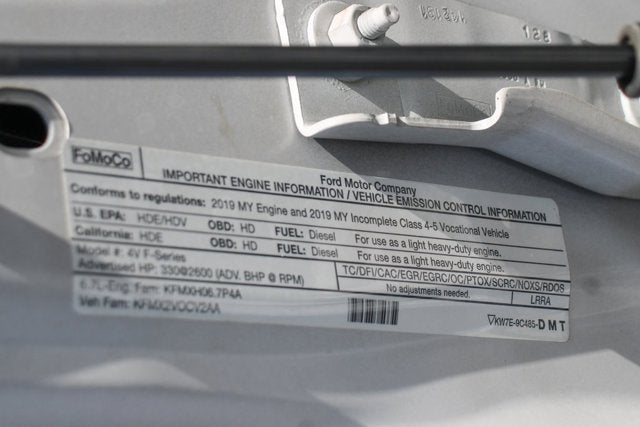 128
FoMoCo
Ford Motor Company
IMPORTANT ENGINE INFORMATION / VEHICLE EMISSION CONTROL INFORMATION
Conforms to regulations: 2019 MY Engine and 2019 MY Incomplete Class 4-5 Vocational Vehicle
U.S. EPA: HDE/HDV OBD: HD FUEL: Diesel For use as a light heavy-duty engine.
California: HDE OBD: HD FUEL: Diesel For use as a light heavy-duty engine.
Model #: 4V F-Series
Advertised HP: 330@2600 (ADV. BHP @ RPM) TC/DFI/CAC/EGR/EGRC/OC/PTOX/SCRC/NOXS/RDQS
6.7L-Eng. Fam: KFMXH06.7P4A No adjustments needed. LRRA
Veh Fam: KFMX2VOCV2AA KW7E-9C485-DMT